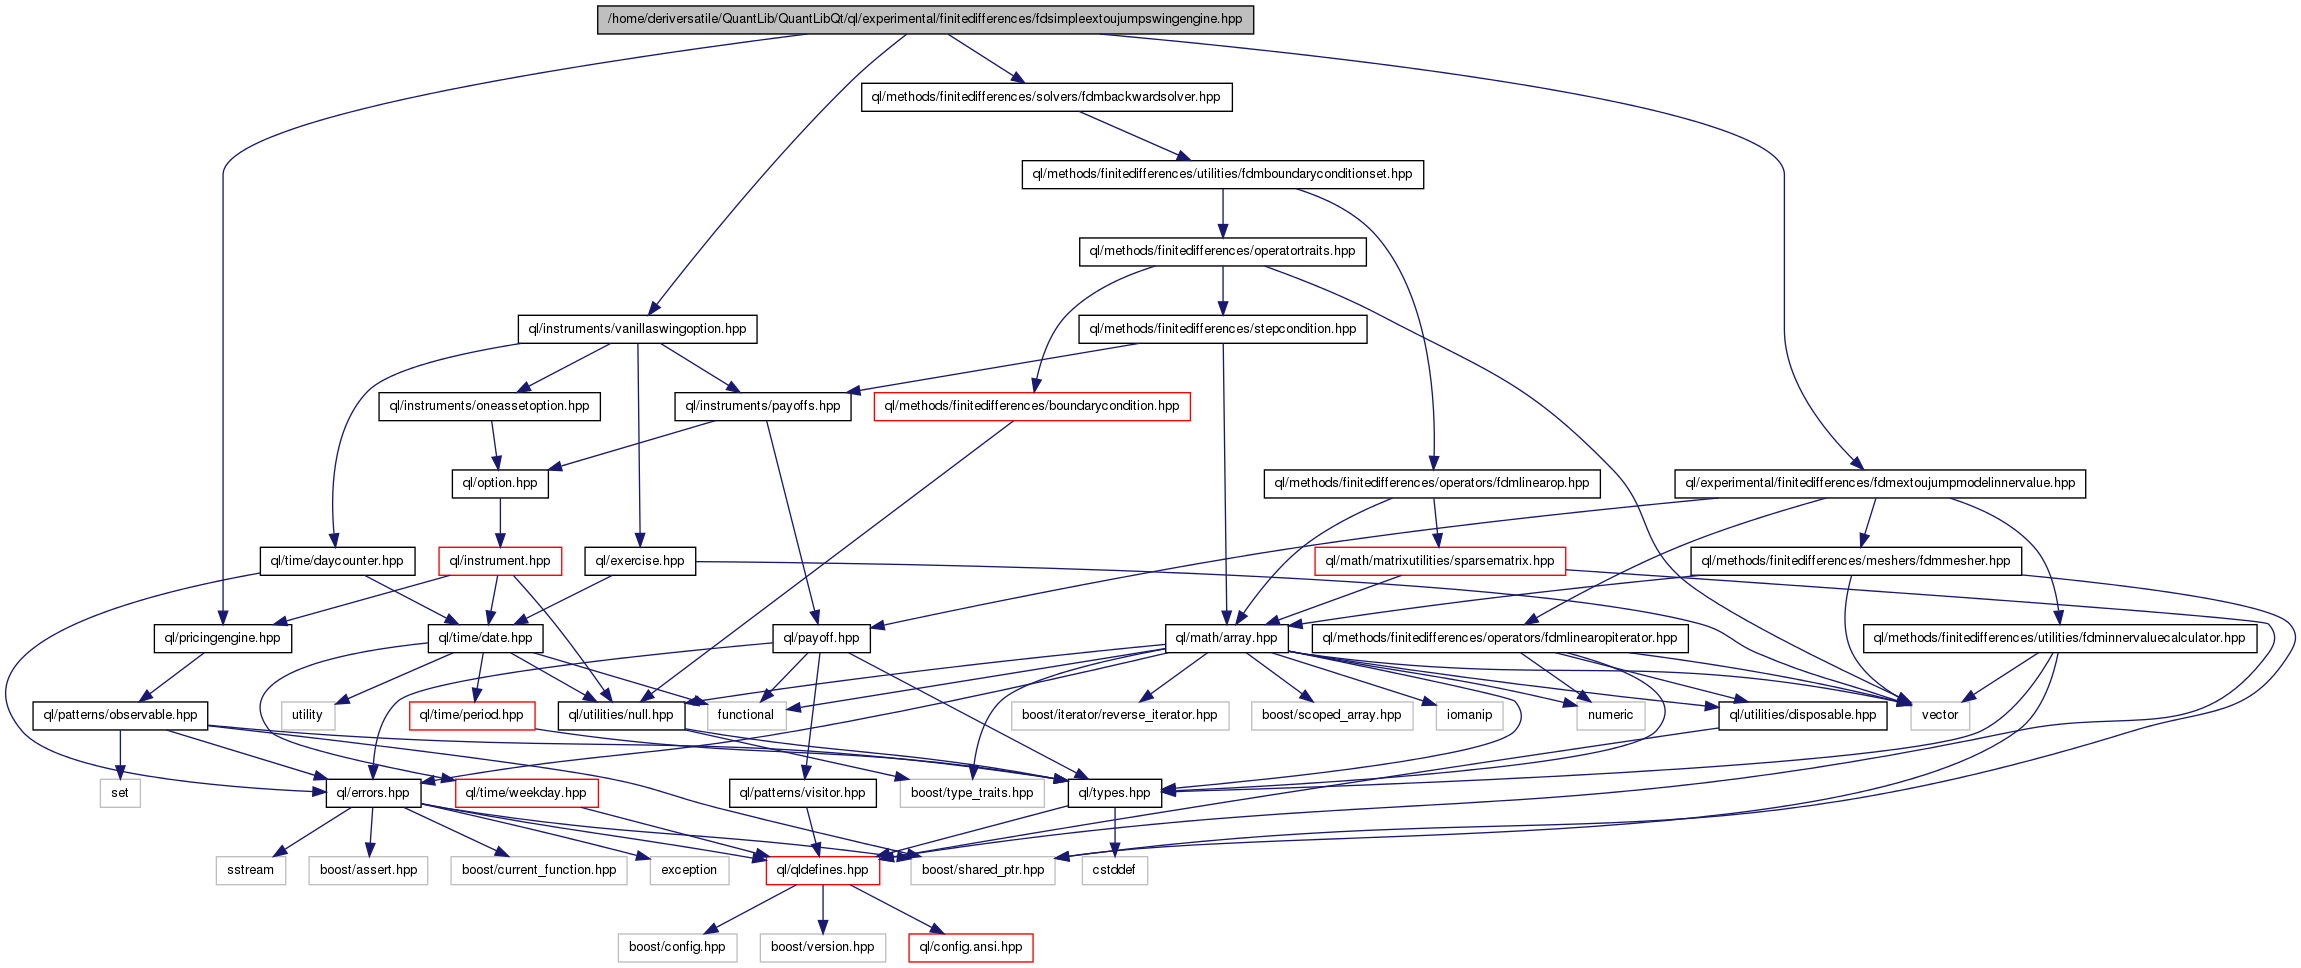 /home/deriversatile/QuantLib/QuantLibQt/ql/experimental/finitedifferences/fdsimpleextoujumpswingengine.hpp
ql/methods/finitedifferences/solvers/fdmbackwardsolver.hpp
ql/methods/finitedifferences/utilities/fdmboundaryconditionset.hpp
ql/methods/finitedifferences/operatortraits.hpp
ql/instruments/vanillaswingoption.hpp
ql/methods/finitedifferences/stepcondition.hpp
ql/instruments/oneassetoption.hpp
ql/instruments/payoffs.hpp
ql/methods/finitedifferences/boundarycondition.hpp
ql/option.hpp
ql/methods/finitedifferences/operators/fdmlinearop.hpp
ql/experimental/finitedifferences/fdmextoujumpmodelinnervalue.hpp
ql/time/daycounter.hpp
ql/instrument.hpp
ql/exercise.hpp
ql/math/matrixutilities/sparsematrix.hpp
ql/methods/finitedifferences/meshers/fdmmesher.hpp
ql/pricingengine.hpp
ql/time/date.hpp
ql/payoff.hpp
ql/math/array.hpp
ql/methods/finitedifferences/operators/fdmlinearopiterator.hpp
ql/methods/finitedifferences/utilities/fdminnervaluecalculator.hpp
ql/patterns/observable.hpp
utility
ql/time/period.hpp
ql/utilities/null.hpp
functional
boost/iterator/reverse_iterator.hpp
boost/scoped_array.hpp
iomanip
numeric
ql/utilities/disposable.hpp
vector
set
ql/errors.hpp
ql/time/weekday.hpp
ql/patterns/visitor.hpp
boost/type_traits.hpp
ql/types.hpp
sstream
boost/assert.hpp
boost/current_function.hpp
exception
ql/qldefines.hpp
boost/shared_ptr.hpp
cstddef
boost/config.hpp
boost/version.hpp
ql/config.ansi.hpp